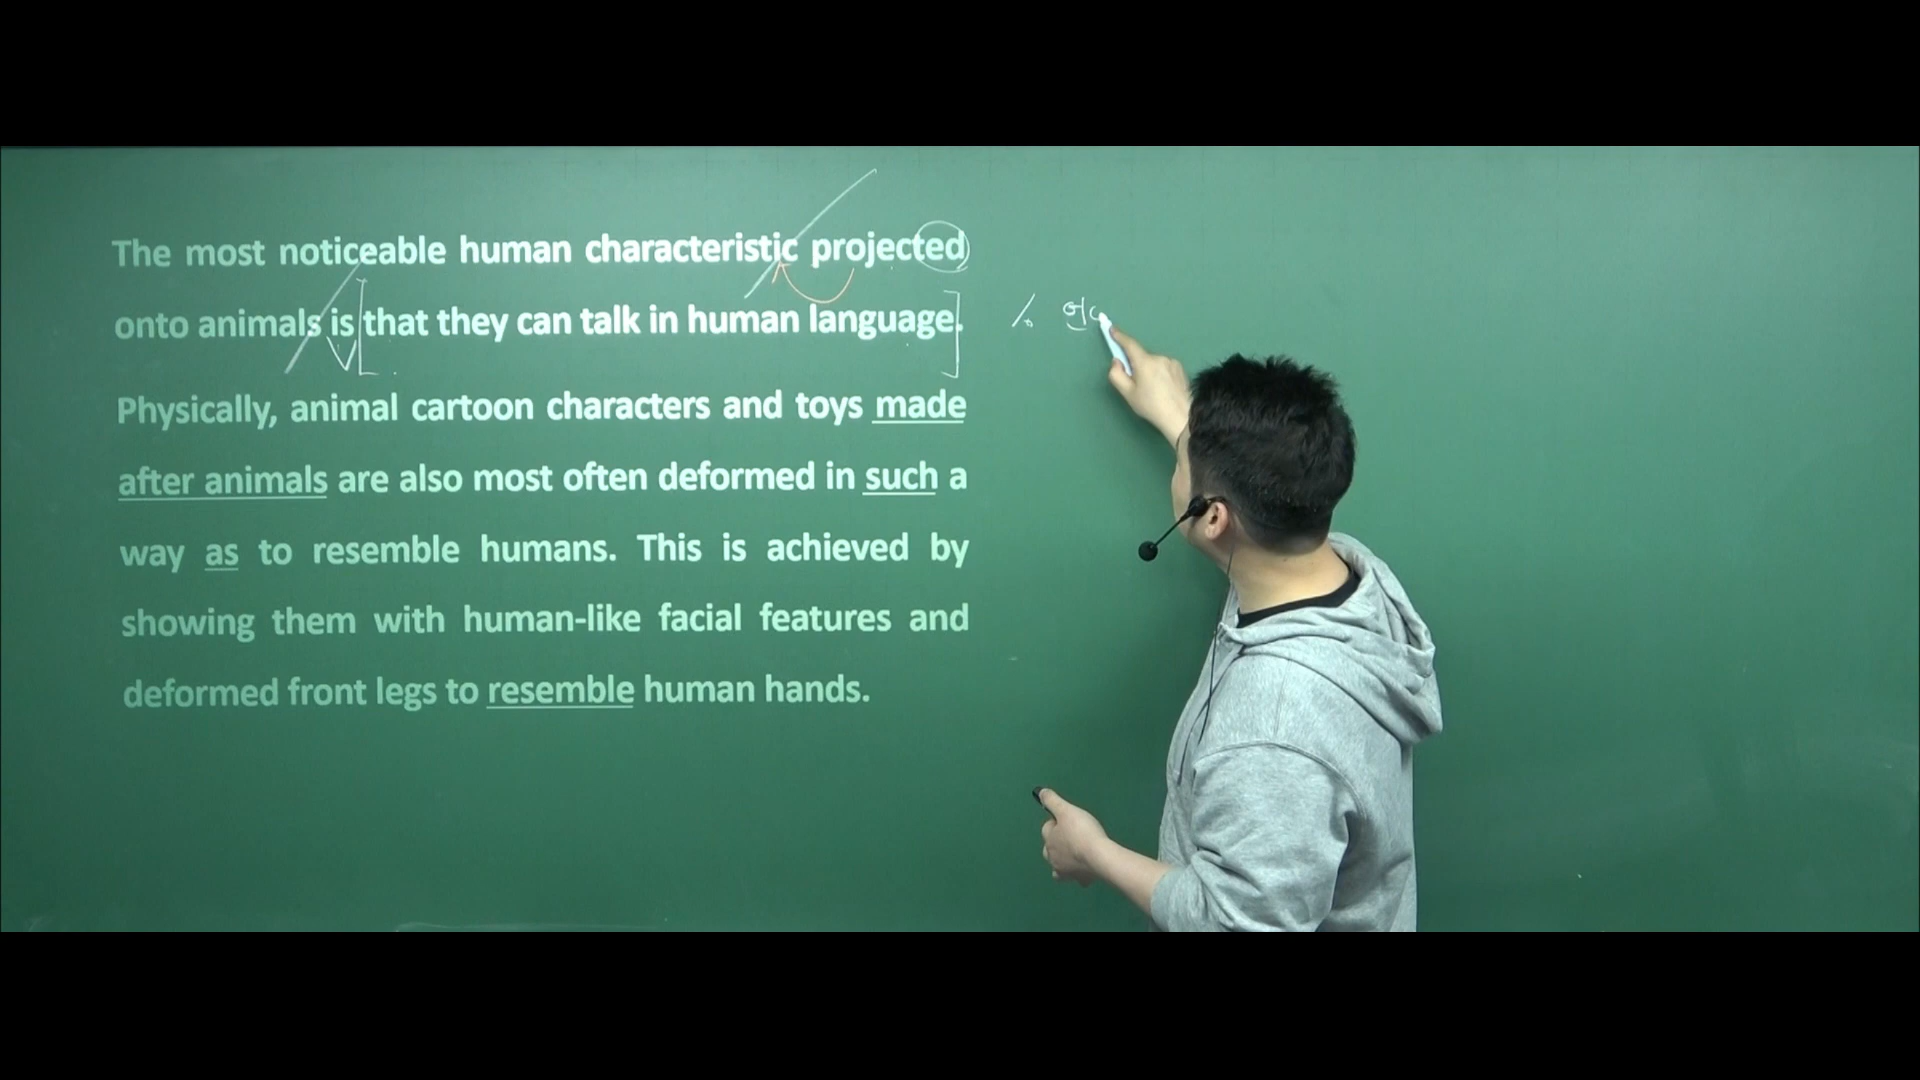 The most noticeable human characteristic projected
onto animals is that they can talk in human language.
Physically, animal cartoon characters and toys made
after animals are also most often deformed in such a
way as to resemble humans. This is achieved by
showing them with human-like facial features and
deformed front legs to resemble human hands.